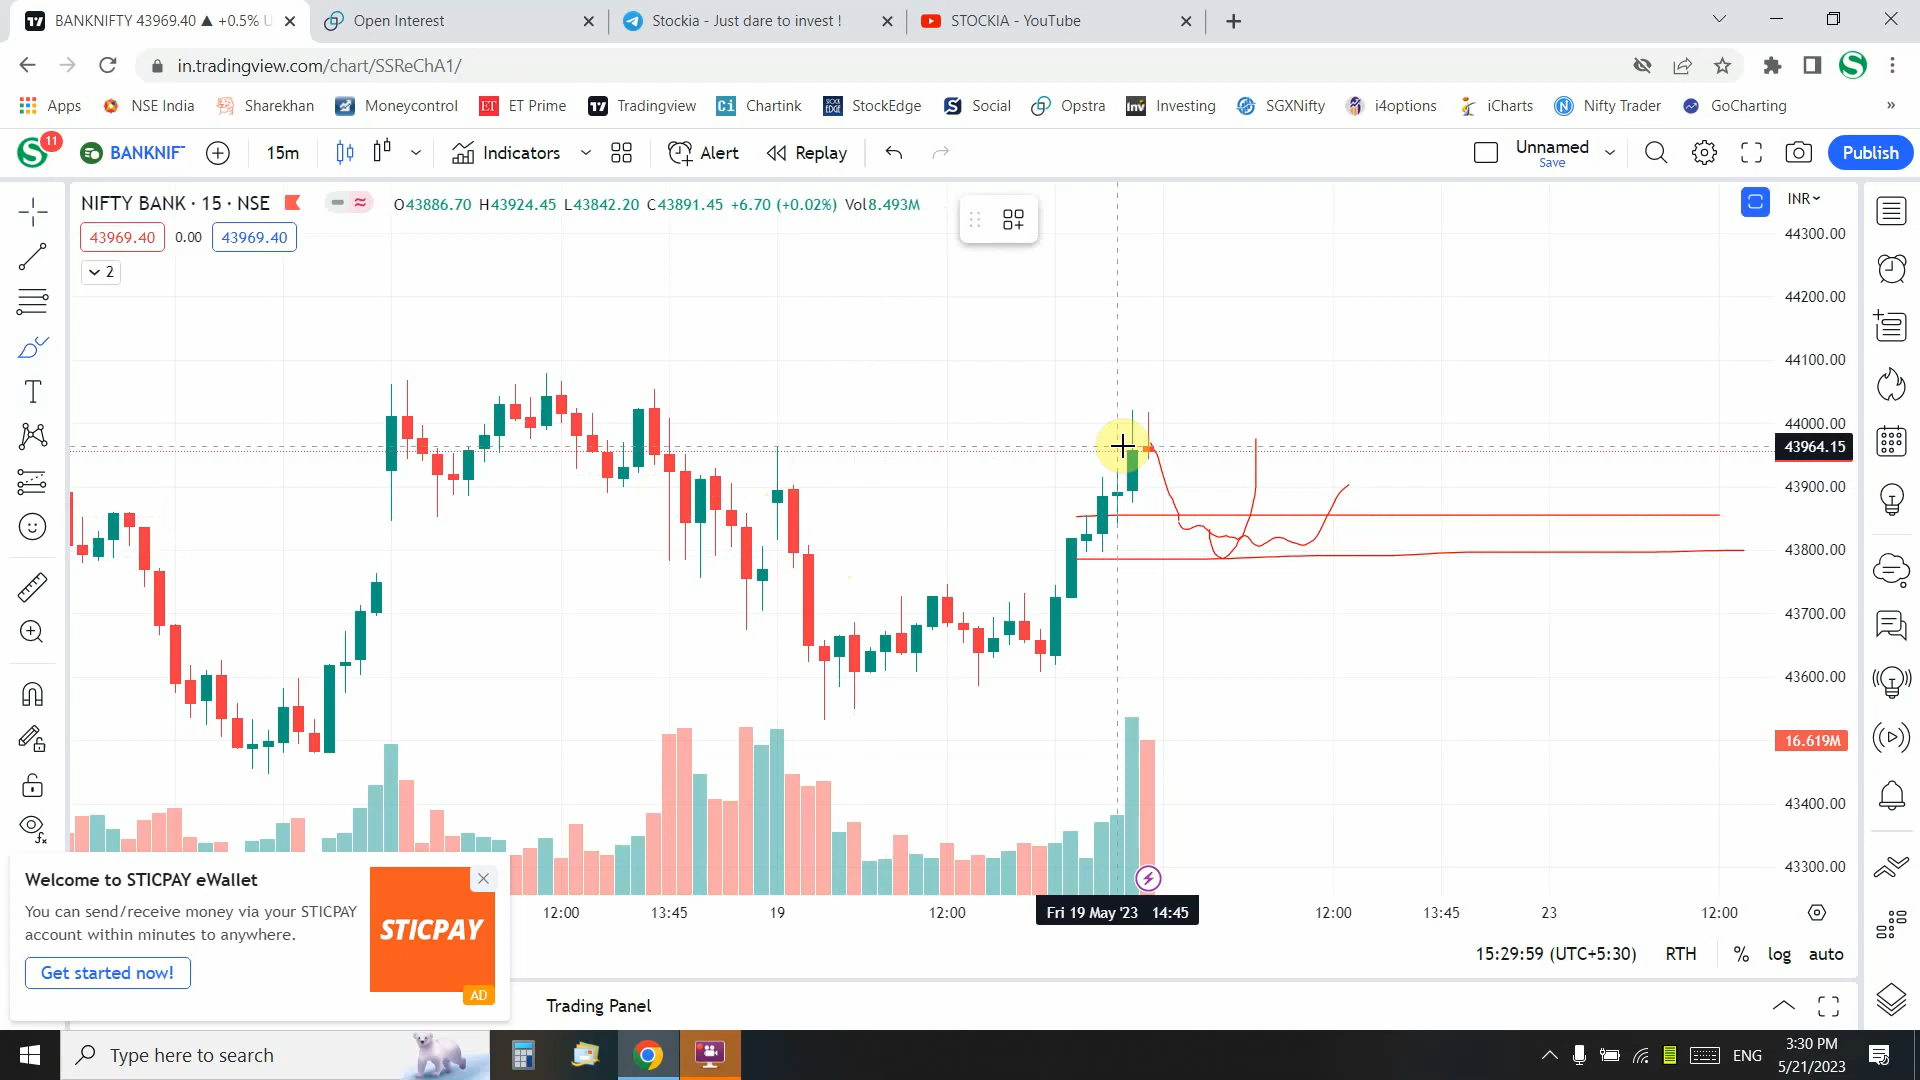 BANKNIFTY 43969.40 ▲ +0.5% U
Open Interest
Stockia - Just dare to invest !
STOCKIA - YouTube
in.tradingview.com/chart/SSReChA1/
Apps
NSE India
Sharekhan
Moneycontrol
ET ET Prime
Tradingview
Ci Chartink
StockEdge
Social
Opstra
Inv Investing
SGXNifty
i4options
iCharts
Nifty Trader
GoCharting
»
11
BANKNIF
15m
Indicators
Alert
Replay
Unnamed
Save
Publish
NIFTY BANK · 15 · NSE
O43886.70 H43924.45 L43842.20 C43891.45 +6.70 (+0.02%) Vol8.493M
INR
43969.40 0.00 43969.40
2
44300.00
44200.00
44100.00
44000.00
43964.15
43900.00
43800.00
43700.00
43600.00
16.619M
43400.00
43300.00
12:00
13:45
19
12:00
Fri 19 May '23 14:45
12:00
13:45
23
12:00
Welcome to STICPAY eWallet
You can send/receive money via your STICPAY
account within minutes to anywhere.
Get started now!
STICPAY
AD
15:29:59 (UTC+5:30)
RTH
%
log
auto
Trading Panel
Type here to search
ENG
3:30 PM
5/21/2023